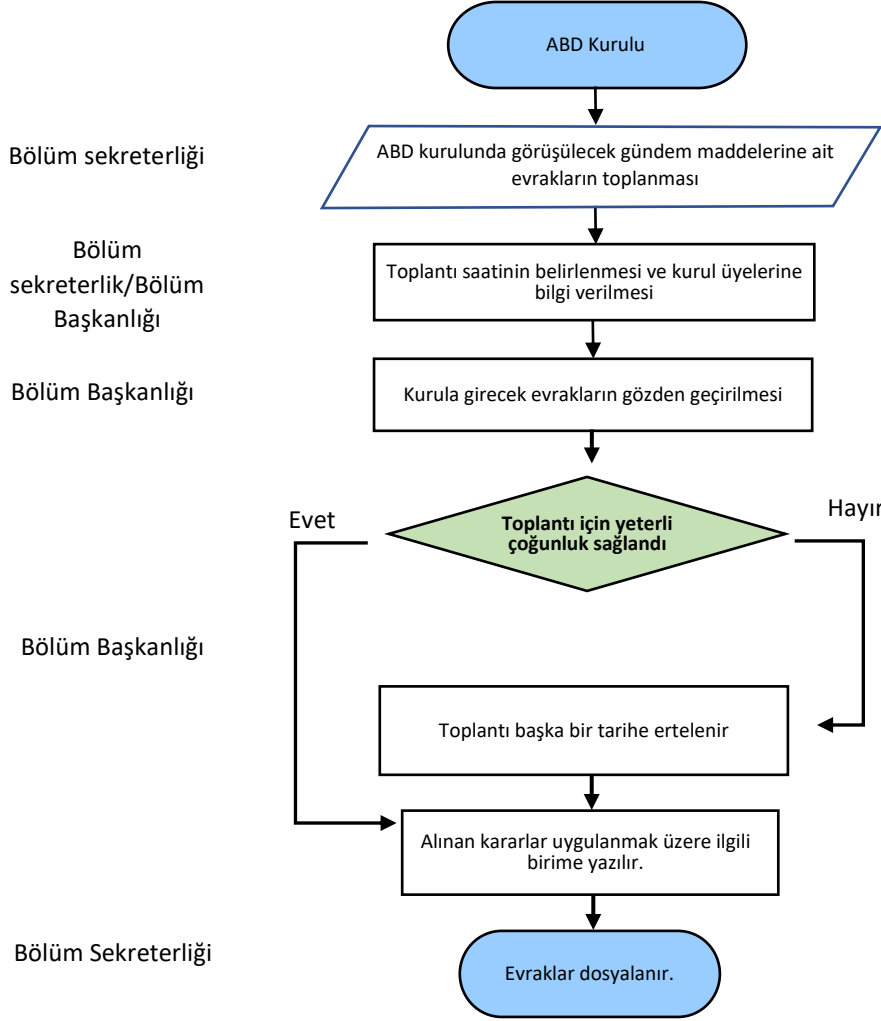 ABD Kurulu
Bölüm sekreterliği
ABD kurulunda görüşülecek gündem maddelerine ait
evrakların toplanması
Bölüm
sekreterlik/Bölüm
Başkanlığı
Toplantı saatinin belirlenmesi ve kurul üyelerine
bilgi verilmesi
Bölüm Başkanlığı
Kurula girecek evrakların gözden geçirilmesi
Evet
Toplantı için yeterli
çoğunluk sağlandı
Hayır
Bölüm Başkanlığı
Toplantı başka bir tarihe ertelenir
Alınan kararlar uygulanmak üzere ilgili
birime yazılır.
Bölüm Sekreterliği
Evraklar dosyalanır.